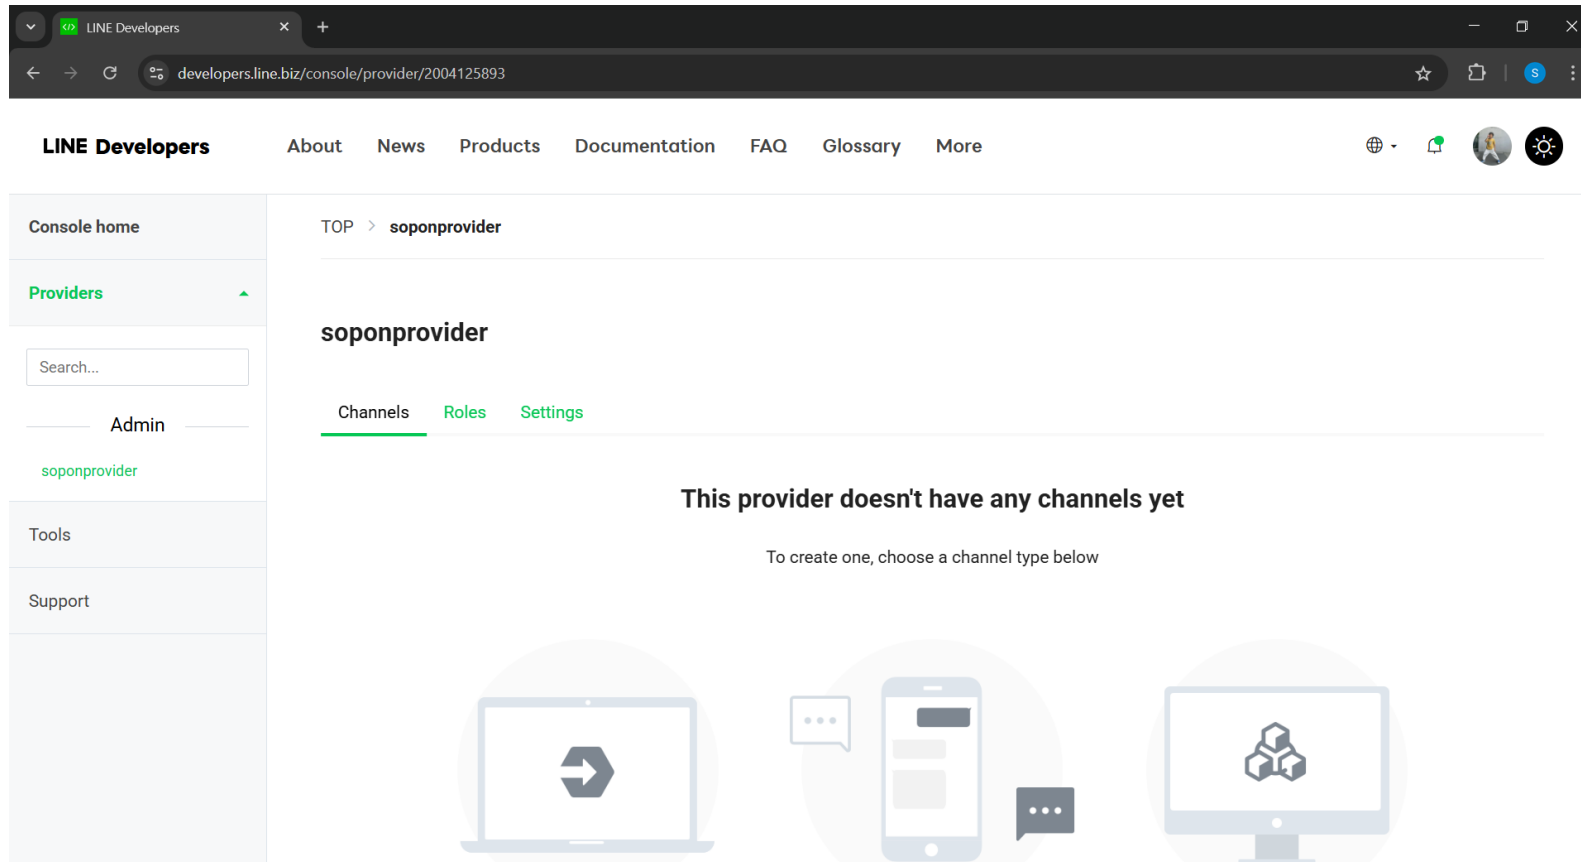 LINE Developers
developers.line.biz/console/provider/2004125893
S
LINE Developers
About News Products Documentation FAQ Glossary More
Console home
Providers
Search...
Admin
soponprovider
Tools
Support
TOP > soponprovider
soponprovider
Channels Roles Settings
This provider doesn't have any channels yet
To create one, choose a channel type below